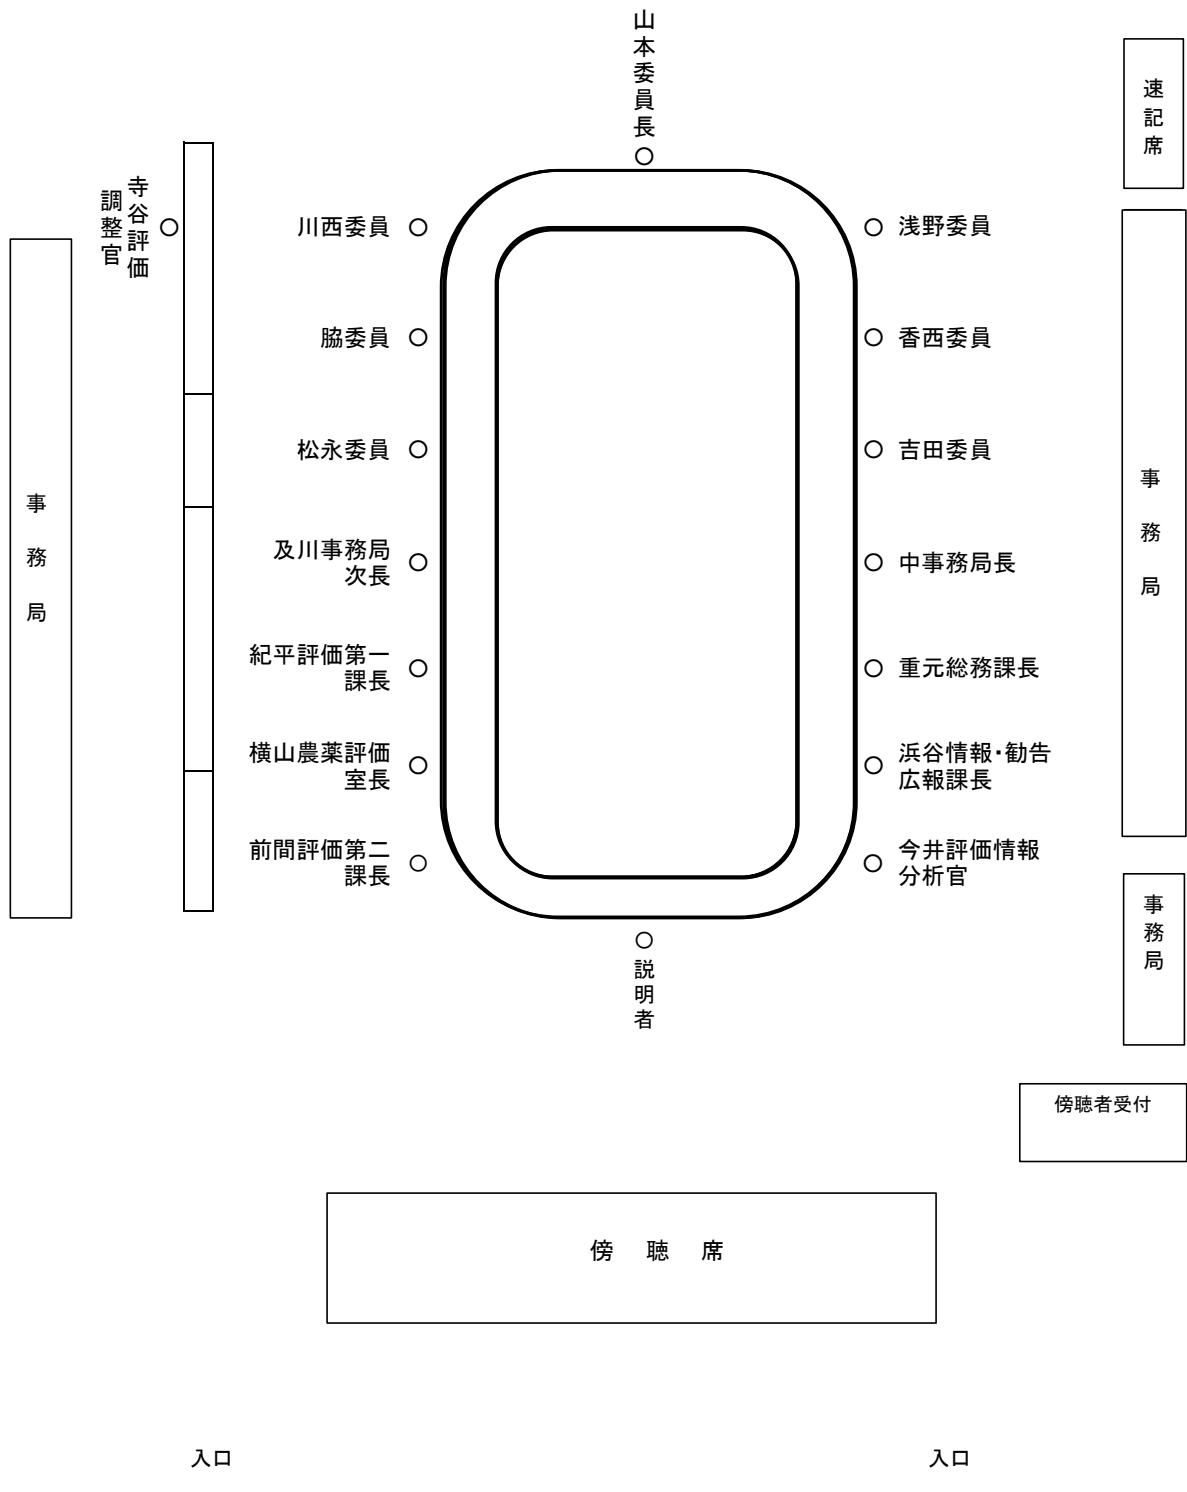 山本委員長
速記席
寺谷評価
調整官
川西委員
浅野委員
脇委員
香西委員
松永委員
吉田委員
事務局
事務局
及川事務局
次長
中事務局長
紀平評価第一
課長
重元総務課長
横山農薬評価
室長
浜谷情報・勧告
広報課長
前間評価第二
課長
今井評価情報
分析官
事務局
説明者
傍聴者受付
傍聴席
入口
入口